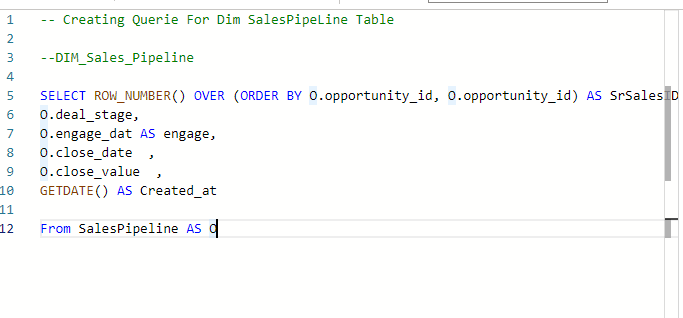 1 -- Creating Querie For Dim SalesPipeLine Table
2
3 --DIM_Sales_Pipeline
4
5 SELECT ROW_NUMBER() OVER (ORDER BY O.opportunity_id, O.opportunity_id) AS SrSalesID
6 O.deal_stage,
7 O.engage_dat AS engage,
8 O.close_date  ,
9 O.close_value  ,
10 GETDATE() AS Created_at
11
12 From SalesPipeline AS O